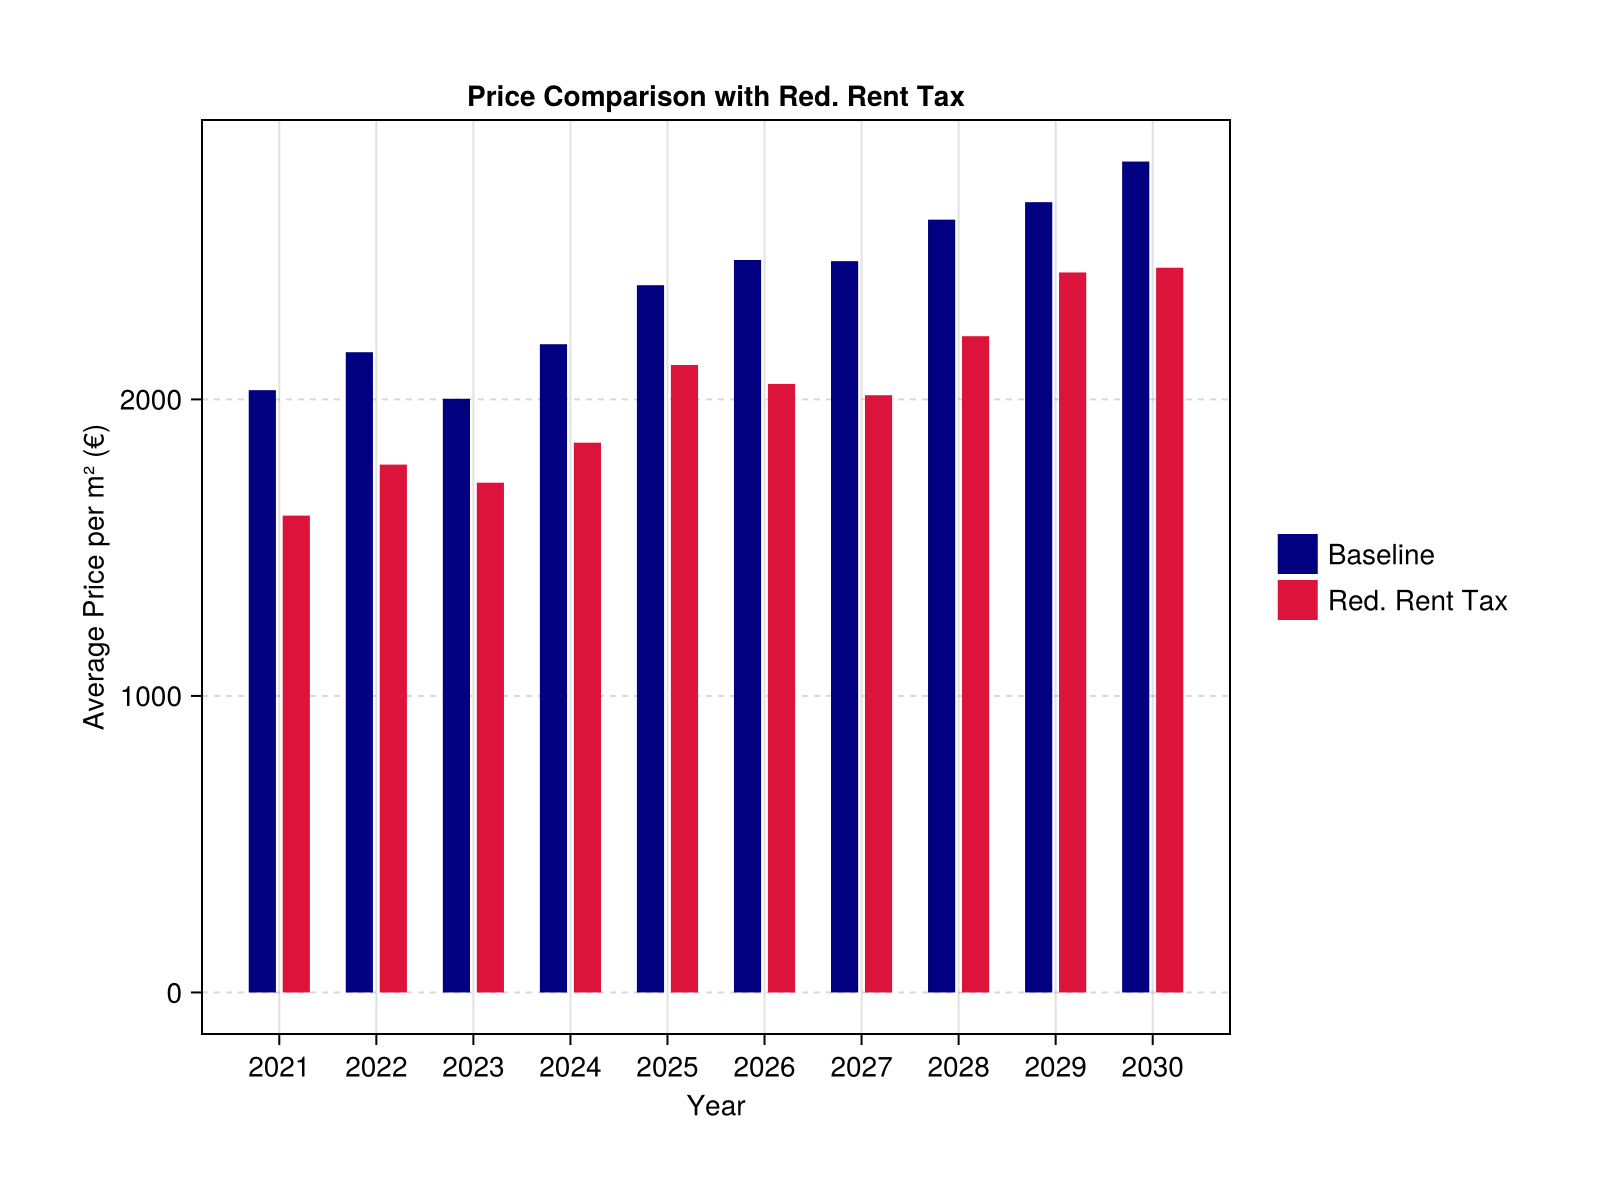 Price Comparison with Red. Rent Tax
Average Price per m² (€)
2000
1000
0
2021 2022 2023 2024 2025 2026 2027 2028 2029 2030
Year
Baseline
Red. Rent Tax